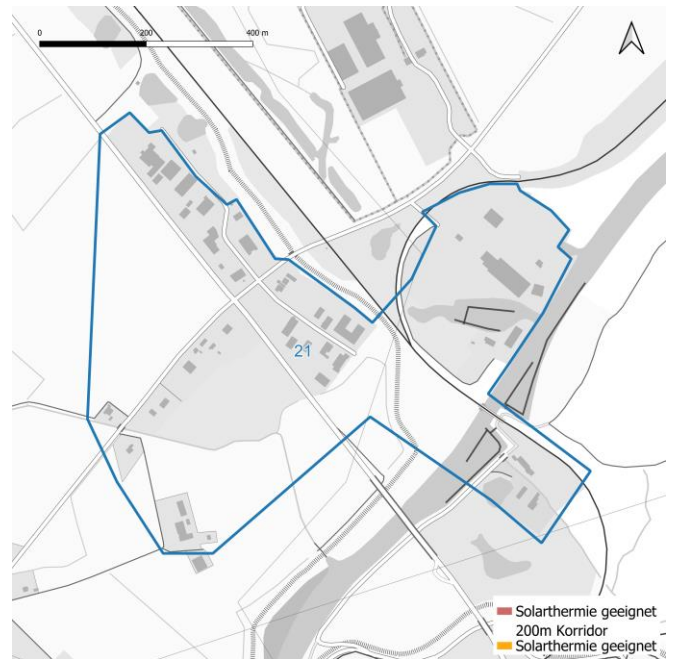 0 200 400 m
21
Solarthermie geeignet
200m Korridor
Solarthermie geeignet